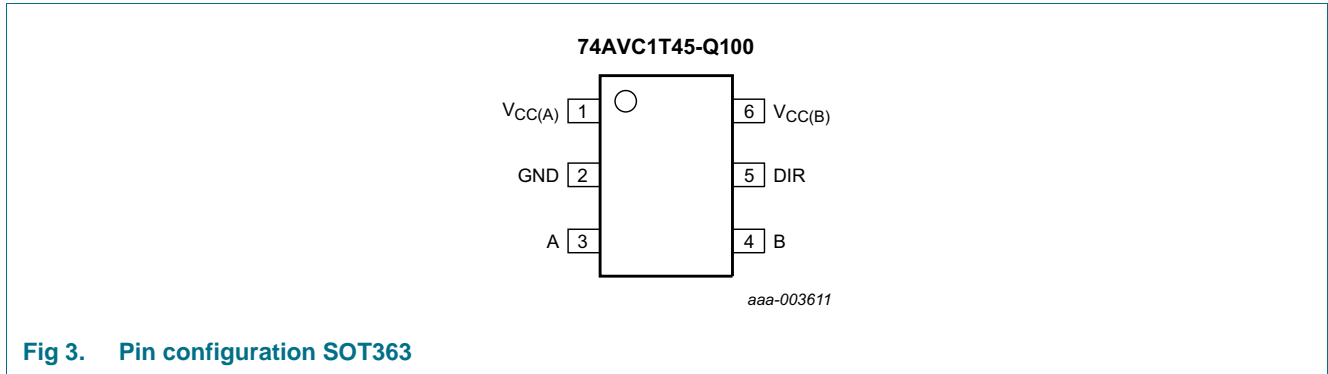 74AVC1T45-Q100
VCC(A) 1 6 VCC(B)
GND 2 5 DIR
A 3 4 B
aaa-003611
Fig 3. Pin configuration SOT363